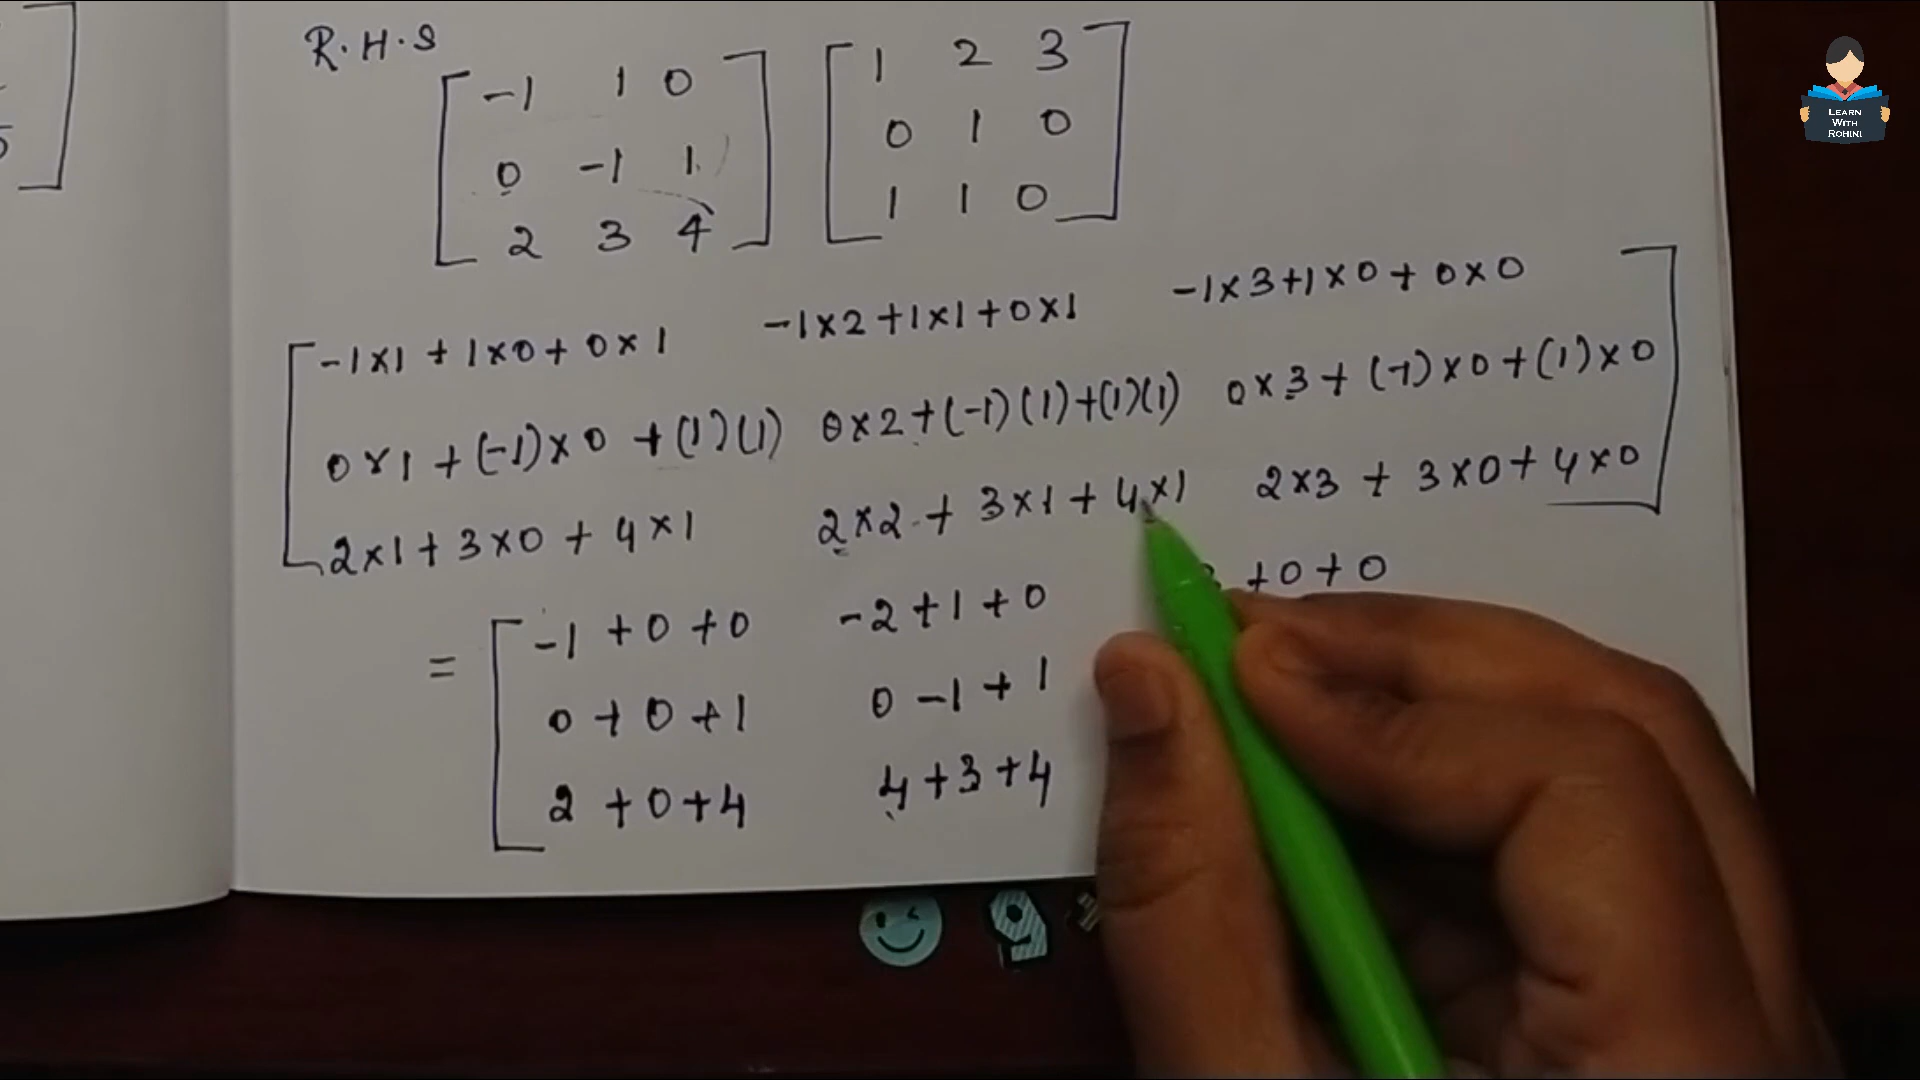 R.H.S
-1 1 0
0 -1 1
2 3 4
1 2 3
0 1 0
1 1 0
-1×1 + 1×0 + 0×1 -1×2+1×1+0×1 -1×3+1×0+0×0
0×1 + (-1)×0 + (1)(1) 0×2+(-1)(1)+(1)(1) 0×3+(-1)×0+(1)×0
2×1+3×0+4×1 2×2+3×1+4×1 2×3+3×0+4×0
= -1+0+0 -2+1+0 +0+0
0+0+1 0-1+1
2+0+4 4+3+4
LEARN
WITH
ROHINI